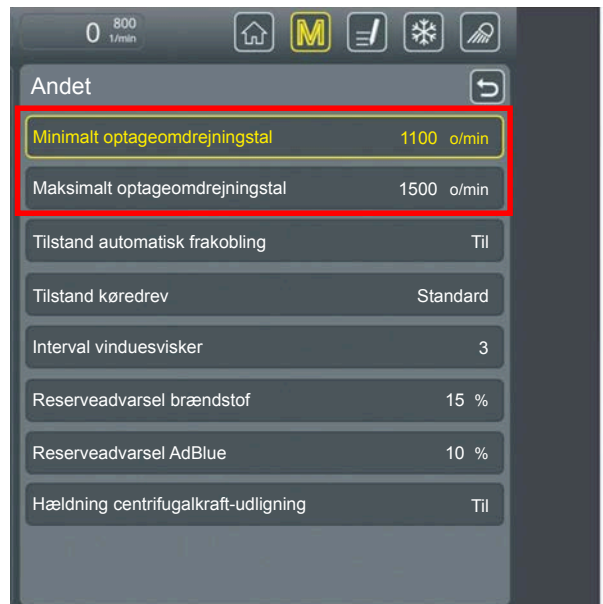 0 800 1/min M
Andet
Minimalt optageomdrejningstal 1100 o/min
Maksimalt optageomdrejningstal 1500 o/min
Tilstand automatisk frakobling Til
Tilstand køredrev Standard
Interval vinduesvisker 3
Reserveadvarsel brændstof 15 %
Reserveadvarsel AdBlue 10 %
Hældning centrifugalkraft-udligning Til